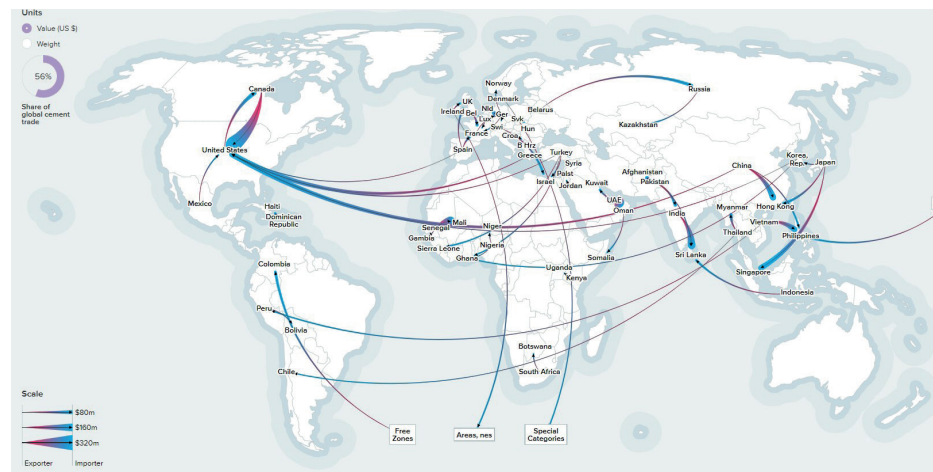 Units
Value (US $)
Weight
56%
Share of
global cement
trade
Canada
United States
Mexico
Haiti
Dominican
Republic
Colombia
Peru
Bolivia
Chile
Norway
Denmark
UK
Ireland
Nld
Bel
Ger
Lux
Belarus
Svk
Swi
Hun
France
Croa
Spain
B Hrz
Greece
Turkey
Syria
Palst
Israel
Jordan
Kuwait
UAE
Oman
Russia
Kazakhstan
Afghanistan
Pakistan
China
Korea,
Rep.
Japan
India
Myanmar
Hong Kong
Vietnam
Thailand
Philippines
Sri Lanka
Singapore
Indonesia
Mali
Senegal
Gambia
Sierra Leone
Niger
Nigeria
Ghana
Somalia
Uganda
Kenya
Botswana
South Africa
Free
Zones
Areas, nes
Special
Categories
Scale
$80m
$160m
$320m
Exporter
Importer